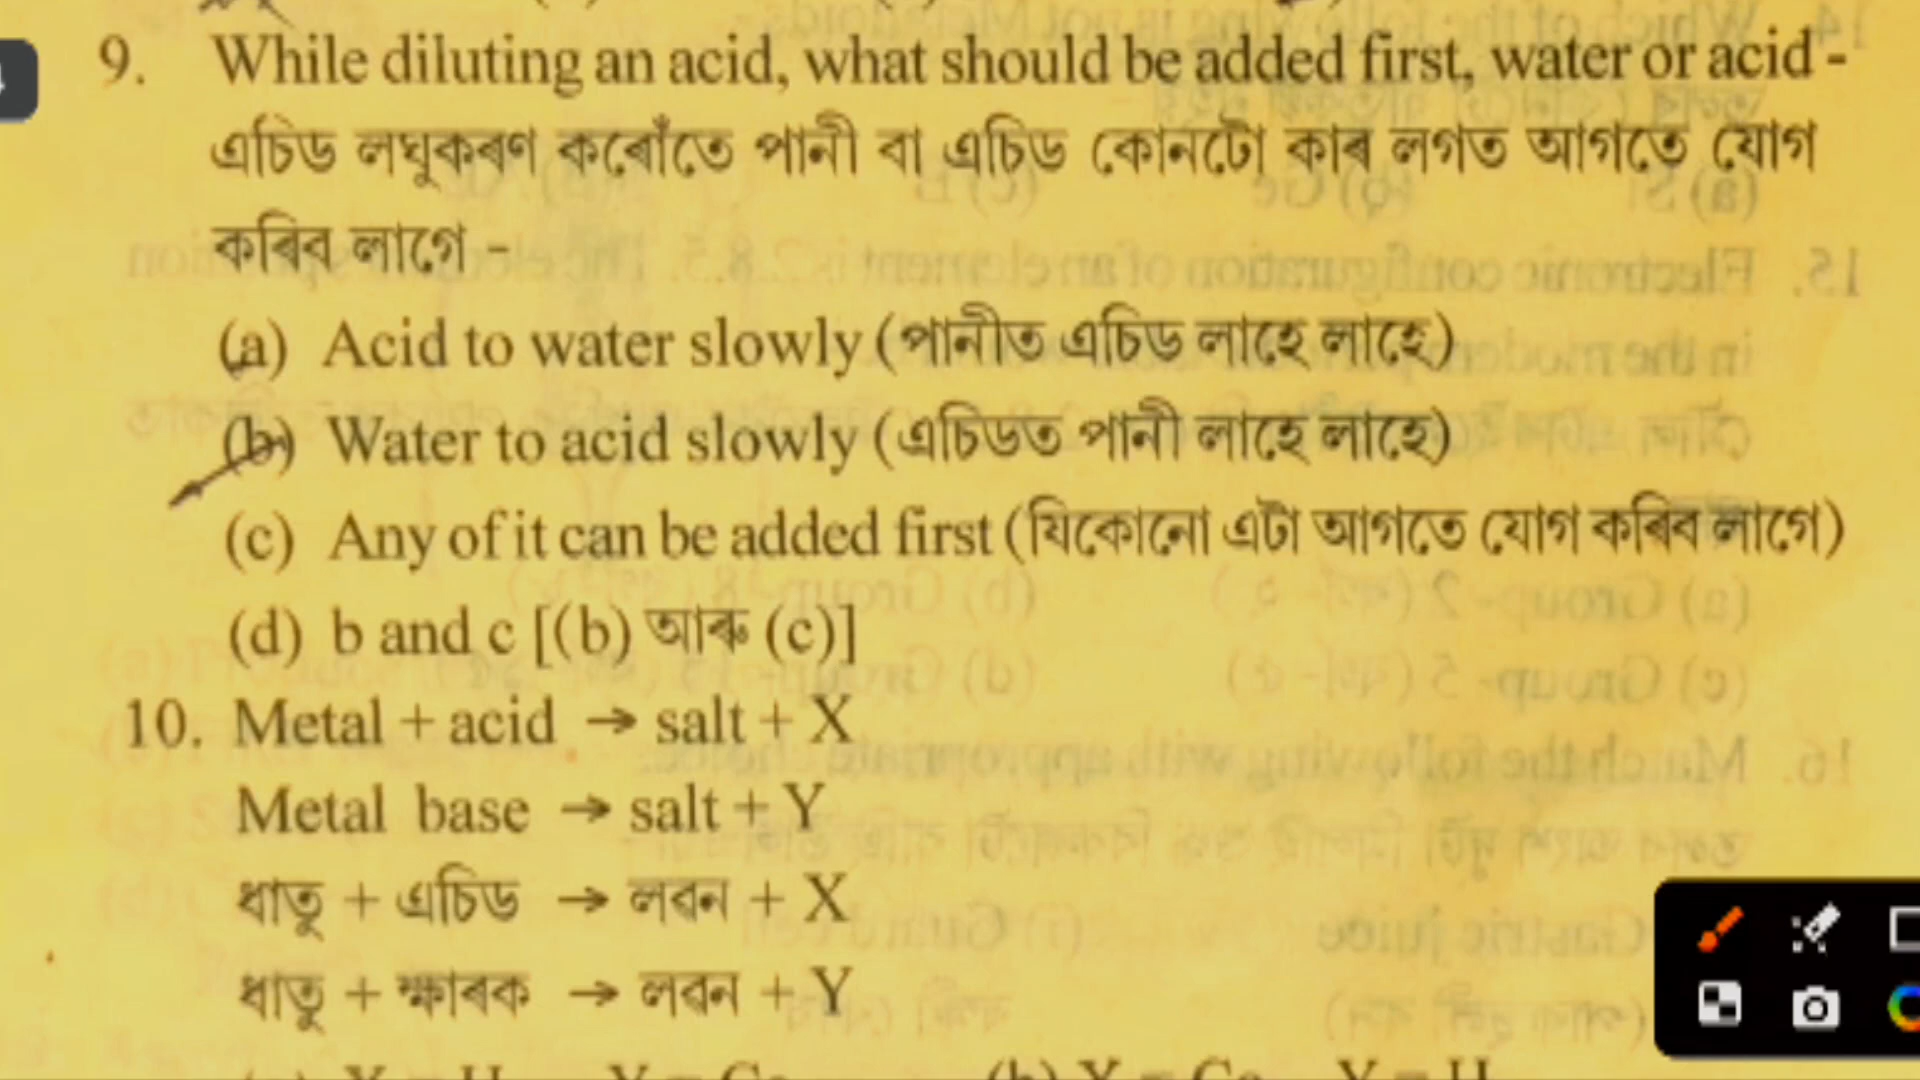 9. While diluting an acid, what should be added first, water or acid -
এচিড লঘুকৰণ কৰোঁতে পানী বা এচিড কোনটো কাৰ লগত আগতে যোগ
কৰিব লাগে -
(a) Acid to water slowly (পানীত এচিড লাহে লাহে)
(b) Water to acid slowly (এচিডত পানী লাহে লাহে)
(c) Any of it can be added first (যিকোনো এটা আগতে যোগ কৰিব লাগে)
(d) b and c [(b) আৰু (c)]
10. Metal + acid → salt + X
Metal base → salt + Y
ধাতু + এচিড → লৱন + X
ধাতু + ক্ষাৰক → লৱন + Y